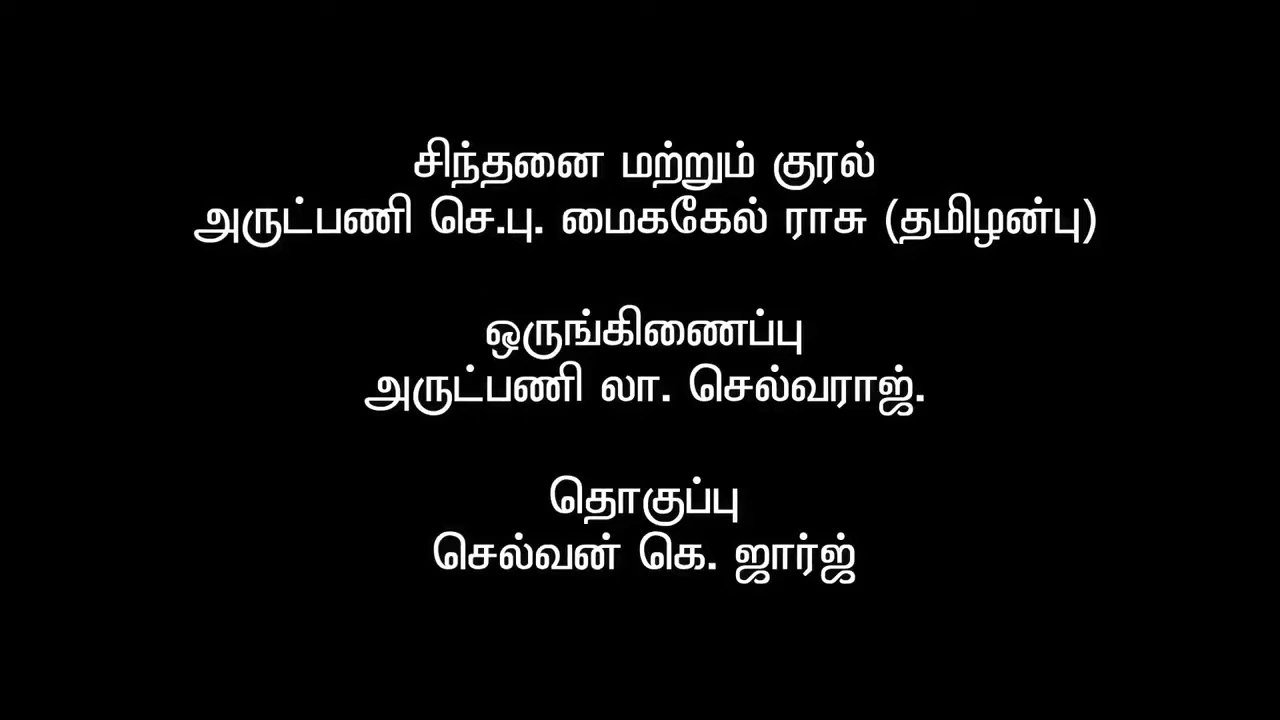 சிந்தனை மற்றும் குரல்
அருட்பணி செ.பு. மைககேல் ராசு (தமிழன்பு)
ஒருங்கிணைப்பு
அருட்பணி லா. செல்வராஜ்.
தொகுப்பு
செல்வன் கெ. ஜார்ஜ்